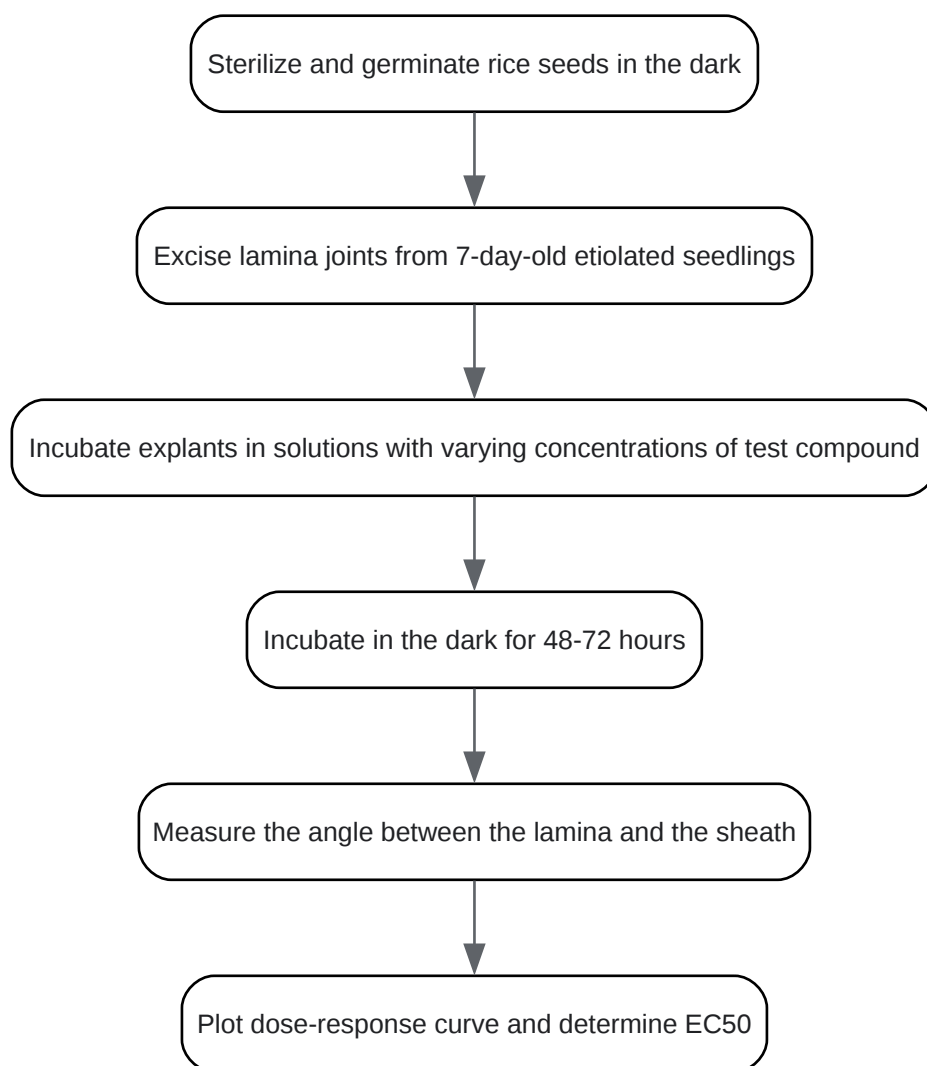 Sterilize and germinate rice seeds in the dark
Excise lamina joints from 7-day-old etiolated seedlings
Incubate explants in solutions with varying concentrations of test compound
Incubate in the dark for 48-72 hours
Measure the angle between the lamina and the sheath
Plot dose-response curve and determine EC50